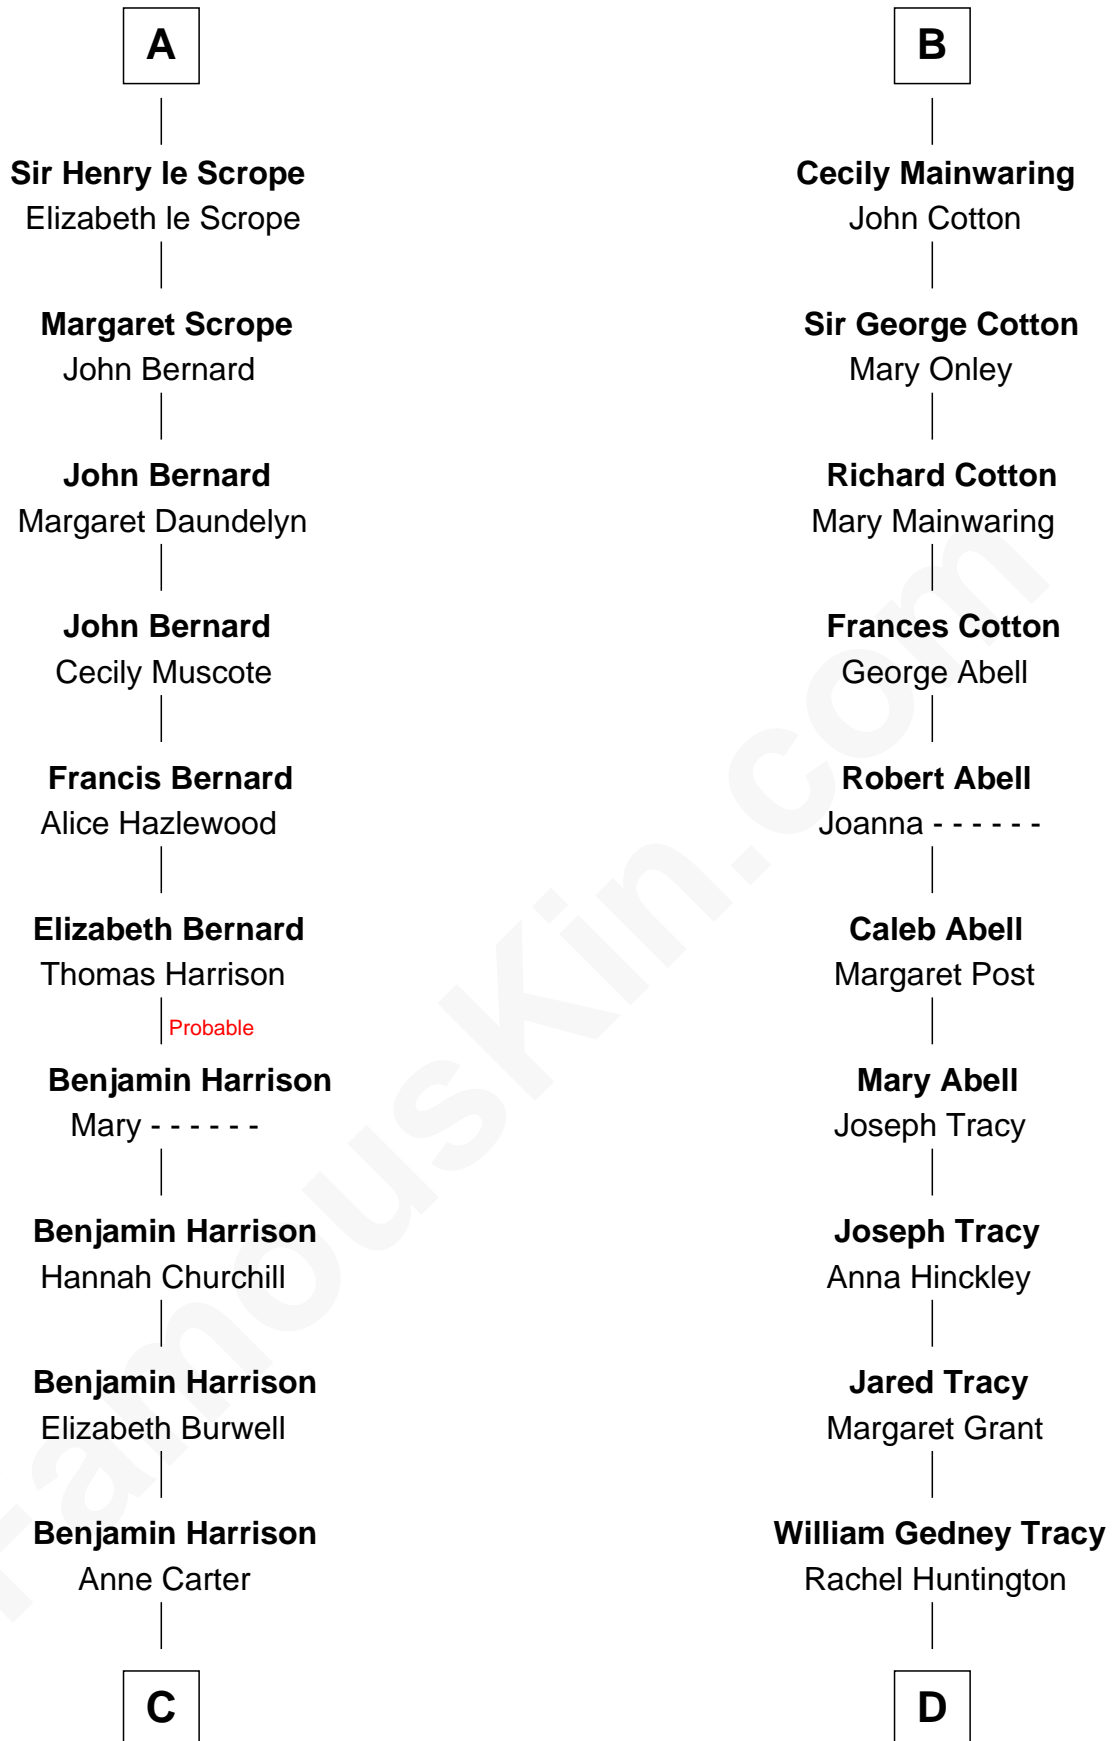 A
Sir Henry le Scrope
Elizabeth le Scrope
Margaret Scrope
John Bernard
John Bernard
Margaret Daundelyn
John Bernard
Cecily Muscote
Francis Bernard
Alice Hazlewood
Elizabeth Bernard
Thomas Harrison
Probable
Benjamin Harrison
Mary - - - - - -
Benjamin Harrison
Hannah Churchill
Benjamin Harrison
Elizabeth Burwell
Benjamin Harrison
Anne Carter
C
B
Cecily Mainwaring
John Cotton
Sir George Cotton
Mary Onley
Richard Cotton
Mary Mainwaring
Frances Cotton
George Abell
Robert Abell
Joanna - - - - - -
Caleb Abell
Margaret Post
Mary Abell
Joseph Tracy
Joseph Tracy
Anna Hinckley
Jared Tracy
Margaret Grant
William Gedney Tracy
Rachel Huntington
D
FamousKin.com